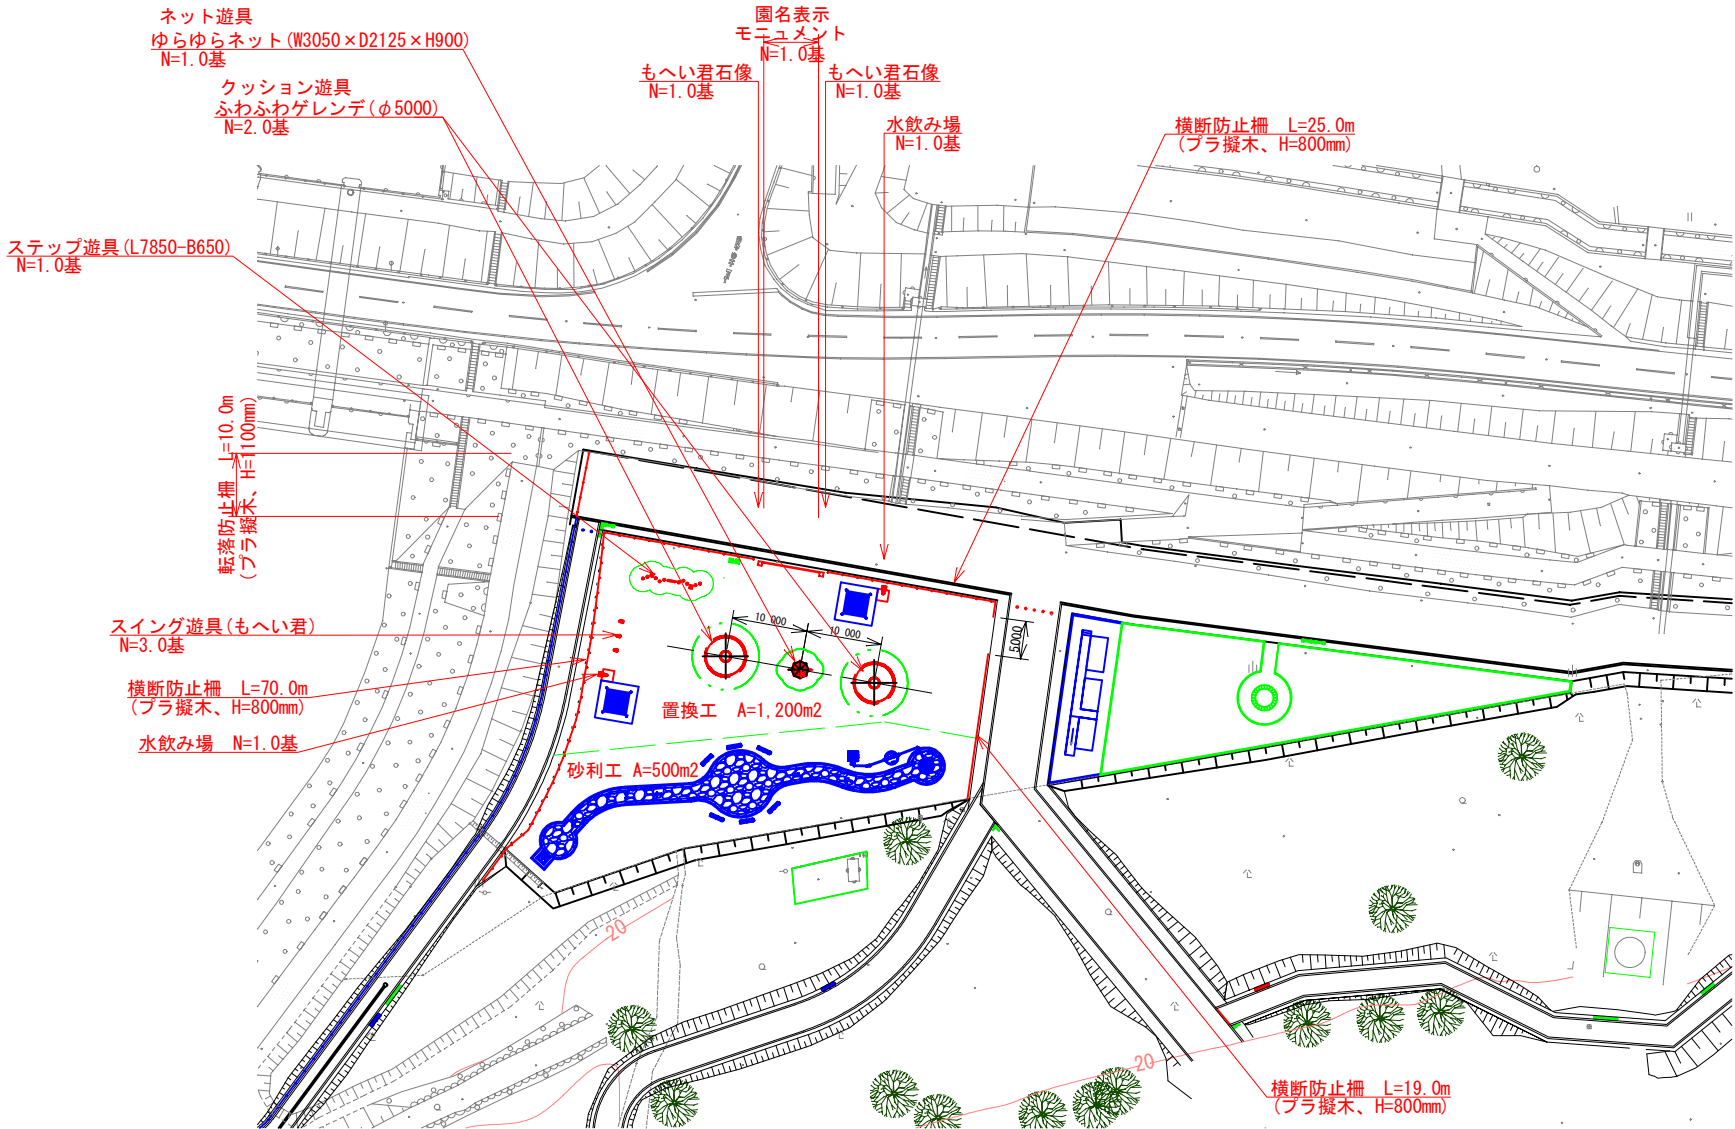 ネット遊具
ゆらゆらネット(W3050×D2125×H900)
N=1.0基
クッション遊具
ふわふわゲレンデ(φ5000)
N=2.0基
園名表示
モニュメント
N=1.0基
もへい君石像
N=1.0基
もへい君石像
N=1.0基
水飲み場
N=1.0基
横断防止柵 L=25.0m
(プラ擬木、H=800mm)
ステップ遊具(L7850-B650)
N=1.0基
転落防止柵 L=10.0m
(プラ擬木、H=1100mm)
スイング遊具(もへい君)
N=3.0基
横断防止柵 L=70.0m
(プラ擬木、H=800mm)
水飲み場 N=1.0基
10 000
10 000
5000
置換工 A=1,200m2
砂利工 A=500m2
20
20
横断防止柵 L=19.0m
(プラ擬木、H=800mm)